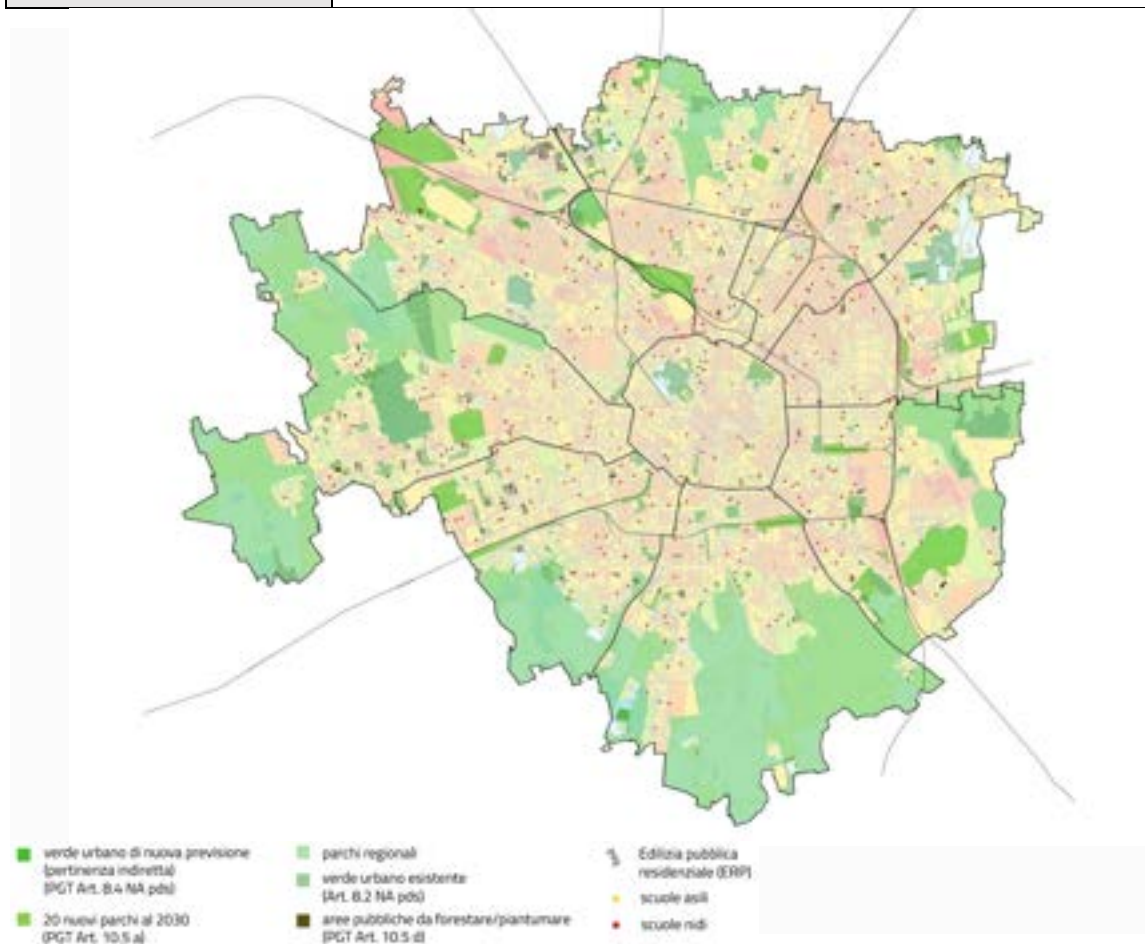 verde urbano di nuova previsione
(pertinenza indiretta)
(PGT Art. 8.4 NA pds)
20 nuovi parchi al 2030
(PGT Art. 10.5 a)
parchi regionali
verde urbano esistente
(Art. 8.2 NA pds)
aree pubbliche da forestare/piantumare
(PGT Art. 10.5 d)
Edilizia pubblica
residenziale (ERP)
scuole asili
scuole nidi